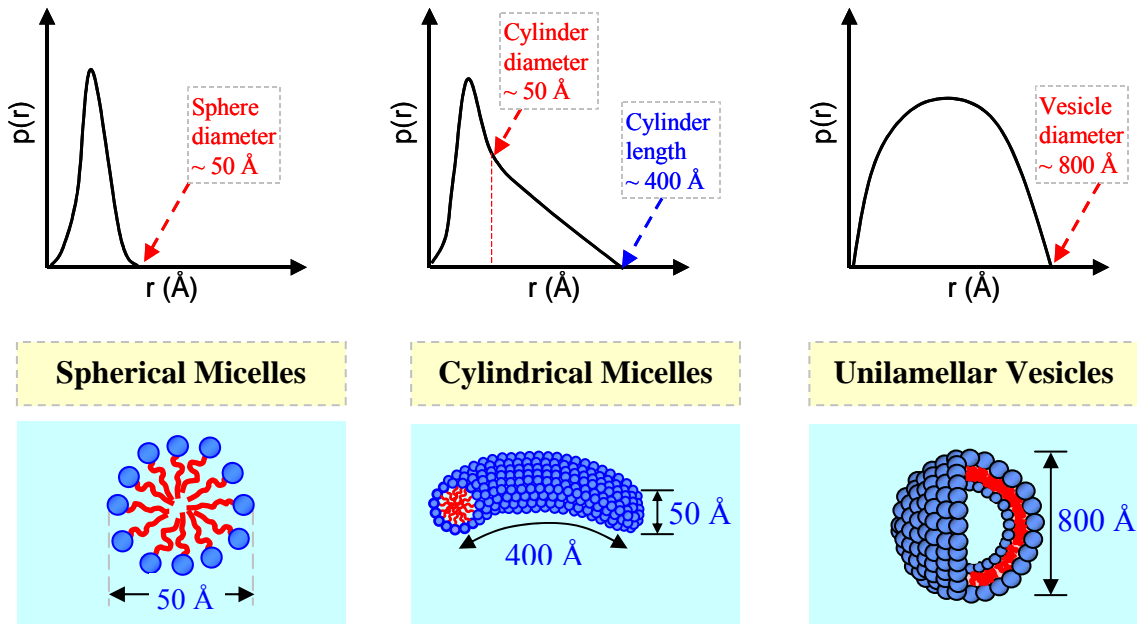 p(r)
Sphere
diameter
~ 50 Å
r (Å)
p(r)
Cylinder
diameter
~ 50 Å
Cylinder
length
~ 400 Å
r (Å)
p(r)
Vesicle
diameter
~ 800 Å
r (Å)
Spherical Micelles
Cylindrical Micelles
Unilamellar Vesicles
50 Å
400 Å
50 Å
800 Å